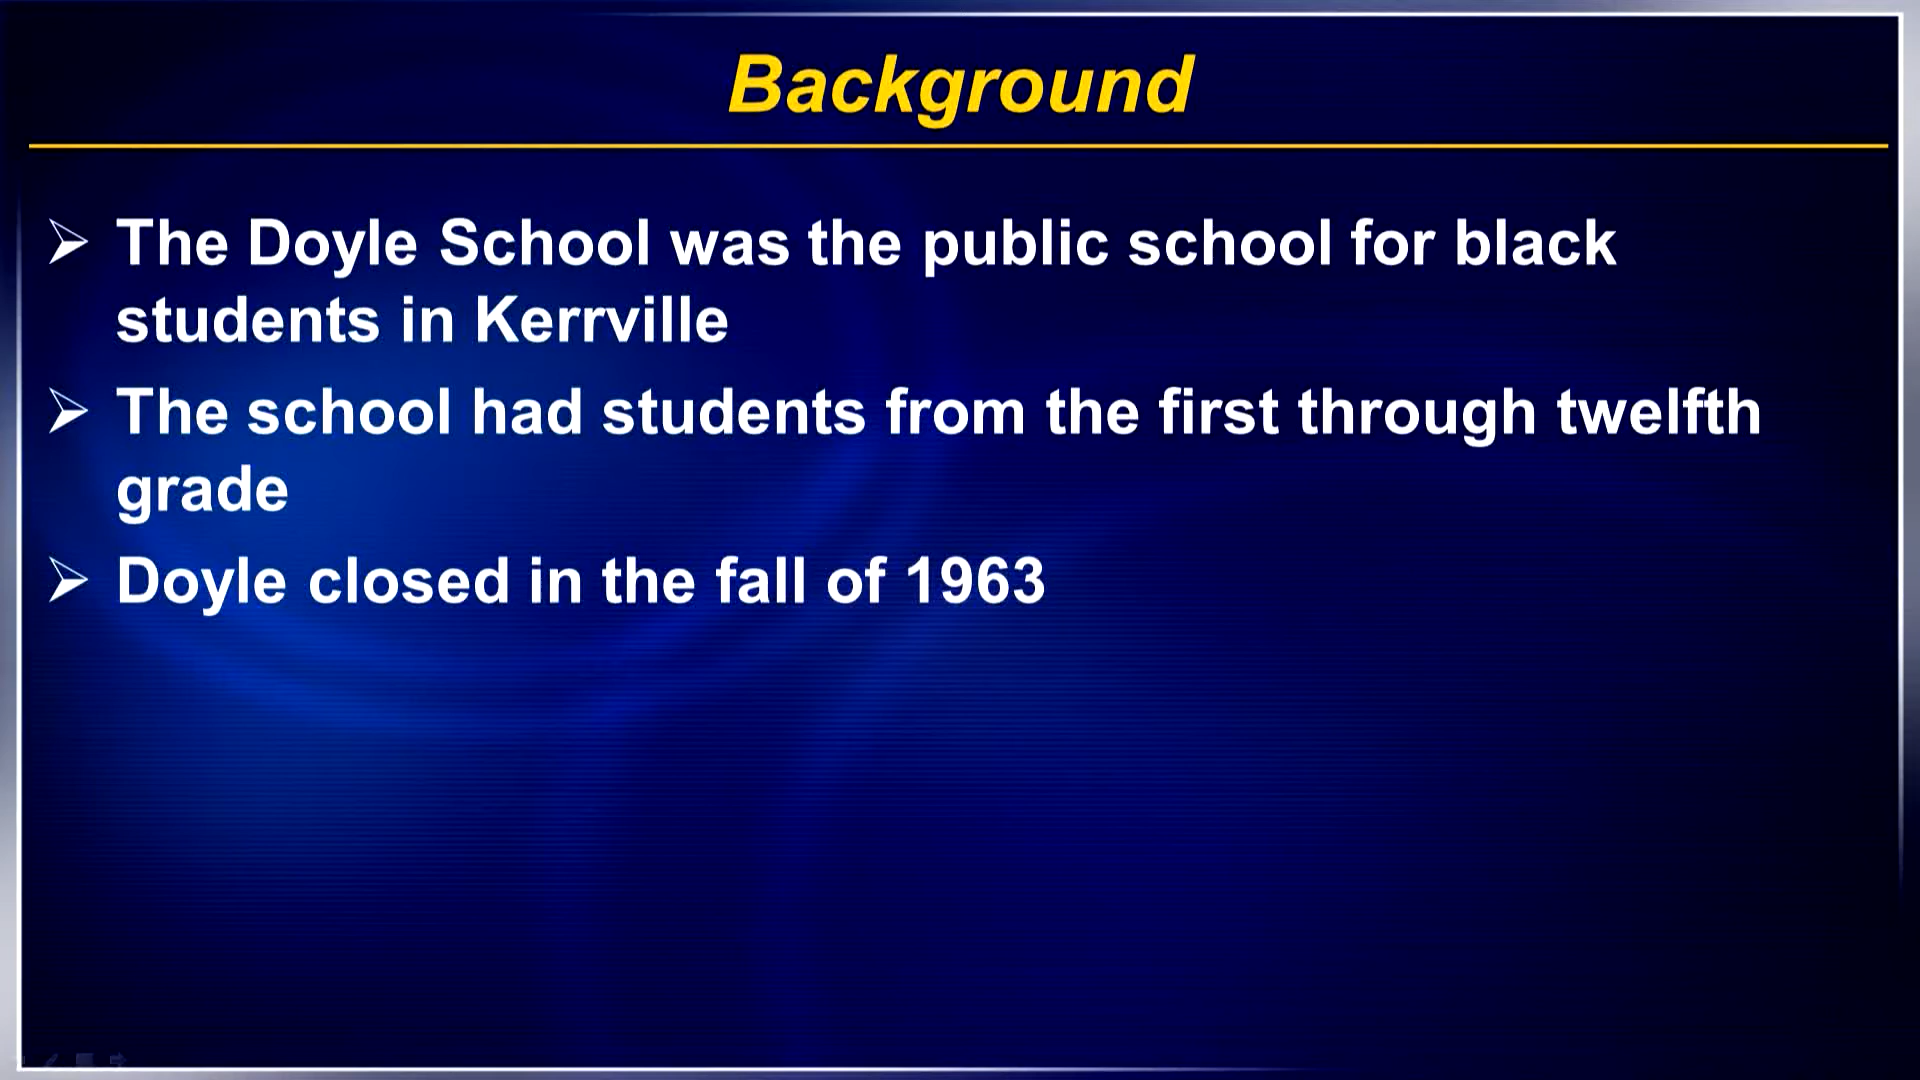 Background
The Doyle School was the public school for black
students in Kerrville
The school had students from the first through twelfth
grade
Doyle closed in the fall of 1963